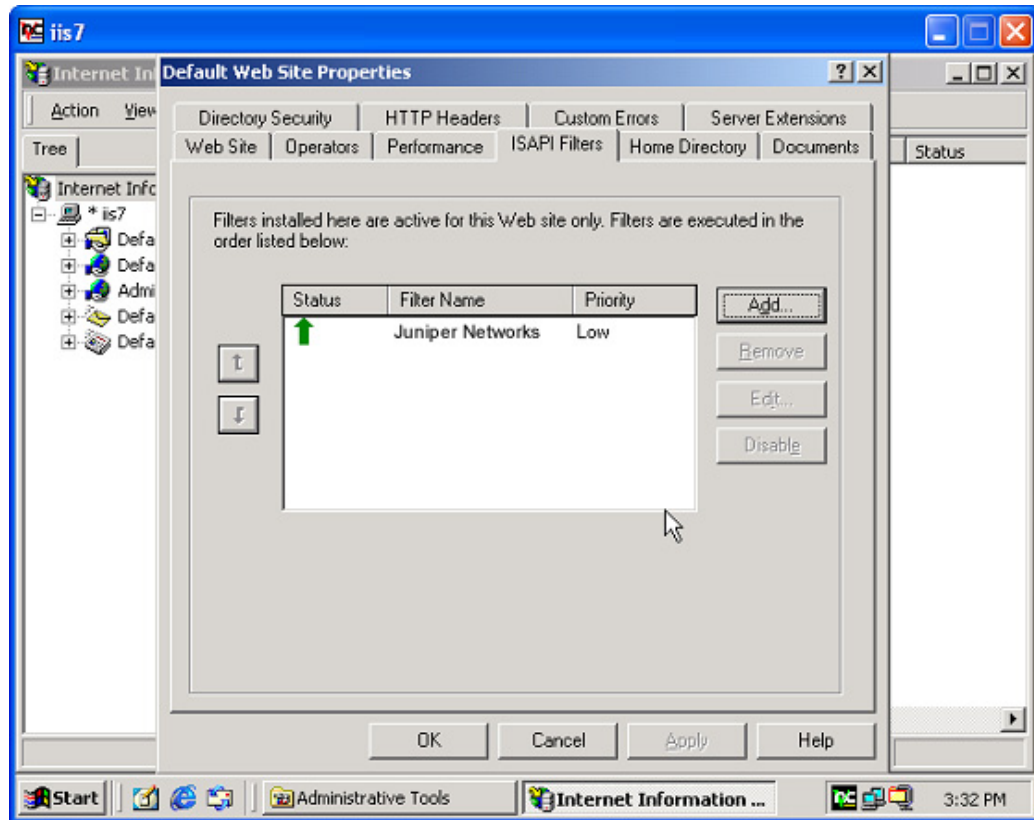 iis7
Internet In
Default Web Site Properties
Action View
Directory Security HTTP Headers Custom Errors Server Extensions
Tree
Web Site Operators Performance ISAPI Filters Home Directory Documents
Status
Internet Info
* iis7
Defa
Defa
Admi
Defa
Defa
Filters installed here are active for this Web site only. Filters are executed in the
order listed below:
Status Filter Name Priority
Juniper Networks Low
Add...
Remove
Edit...
Disable
OK Cancel Apply Help
Start Administrative Tools Internet Information ... 3:32 PM